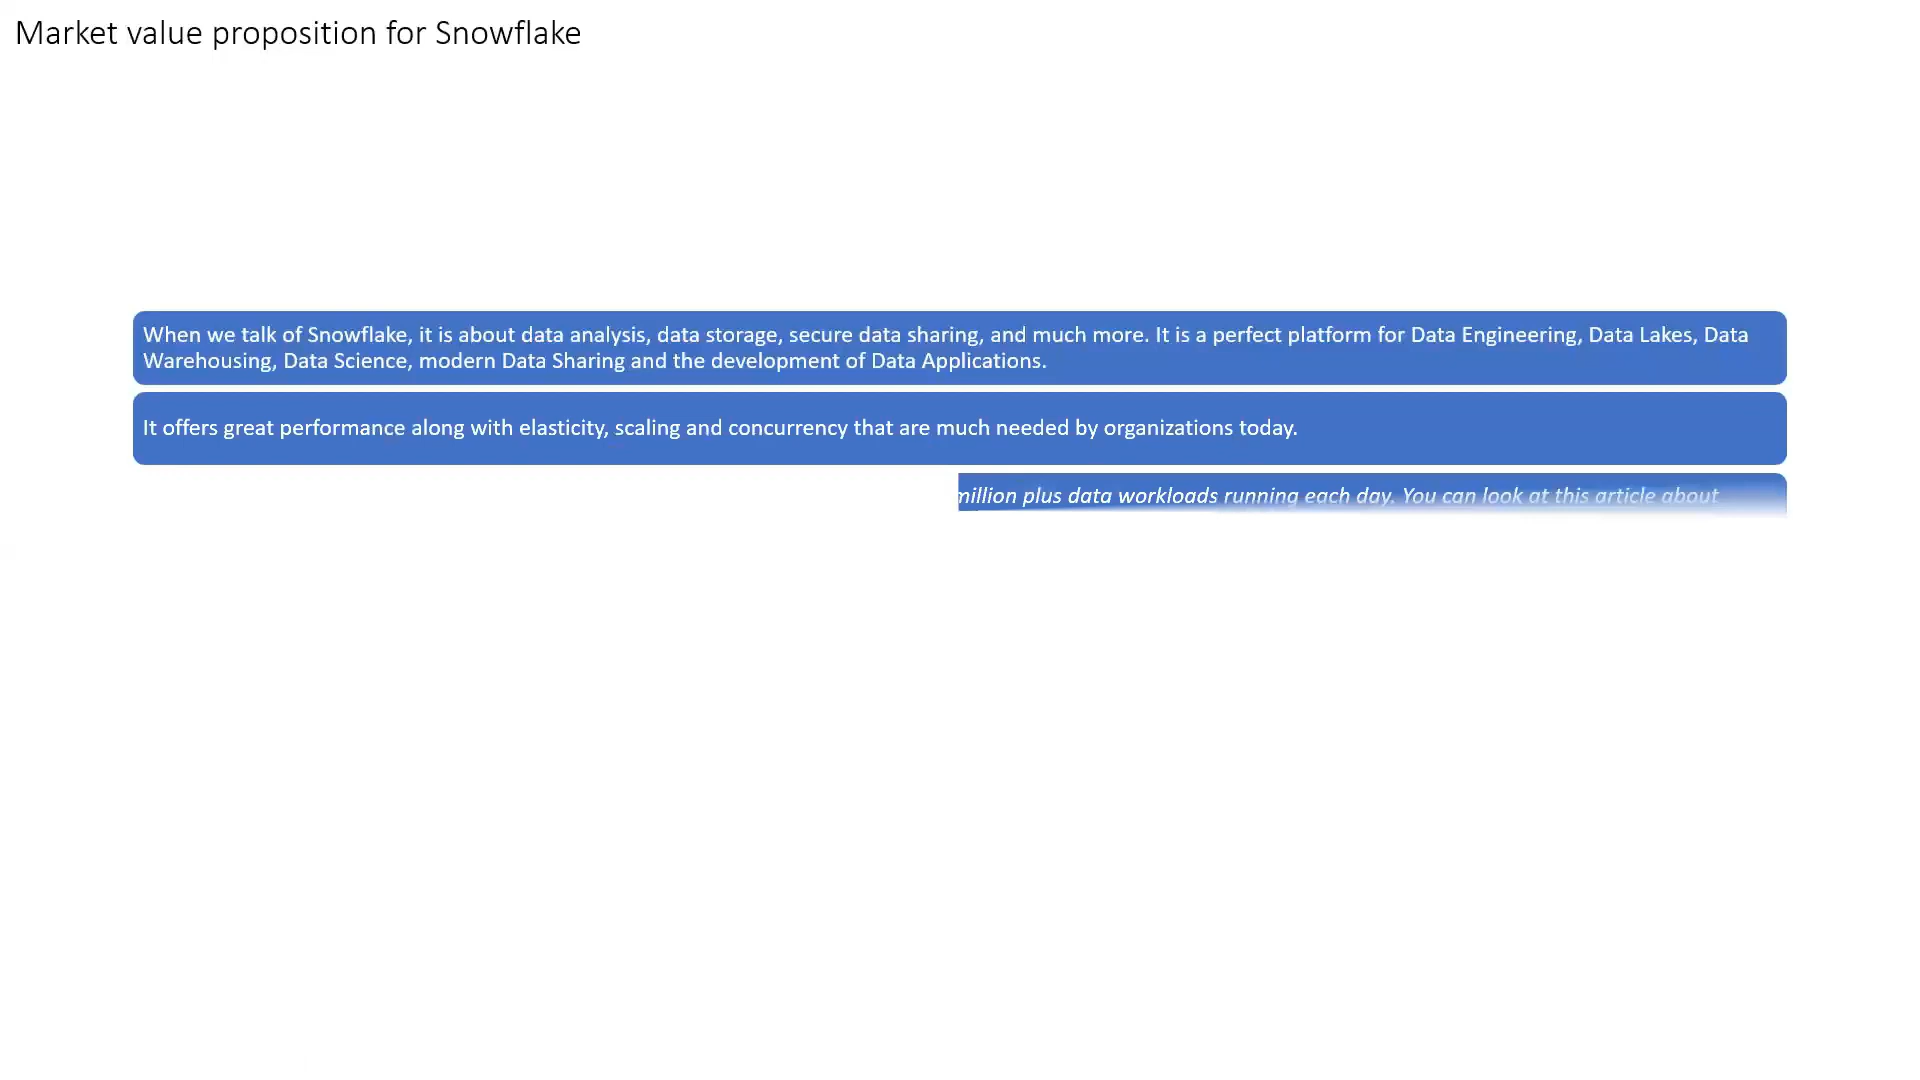 Market value proposition for Snowflake
When we talk of Snowflake, it is about data analysis, data storage, secure data sharing, and much more. It is a perfect platform for Data Engineering, Data Lakes, Data
Warehousing, Data Science, modern Data Sharing and the development of Data Applications.
It offers great performance along with elasticity, scaling and concurrency that are much needed by organizations today.
million plus data workloads running each day. You can look at this article about